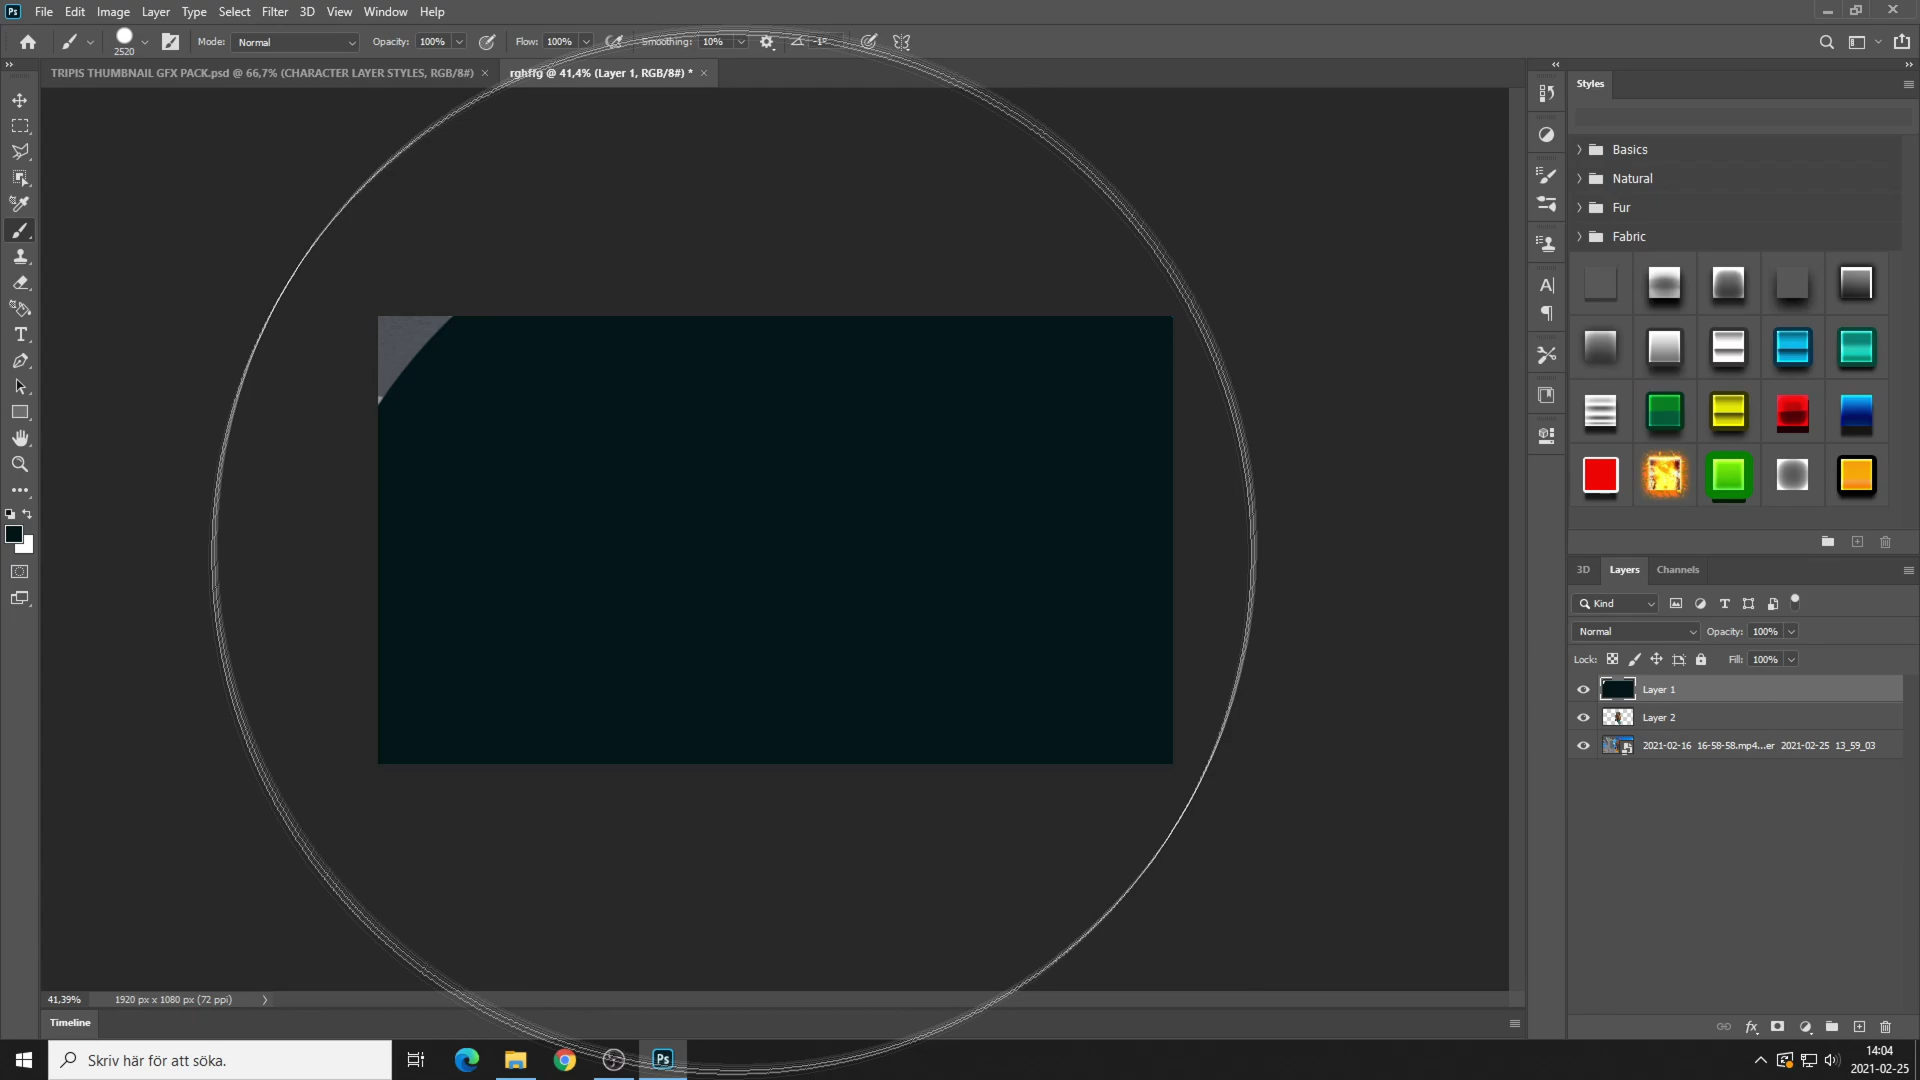 Ps File Edit Image Layer Type Select Filter 3D View Window Help
2520 Mode: Normal Opacity: 100% Flow: 100% Smoothing: 10%
TRIPIS THUMBNAIL GFX PACK.psd @ 66,7% (CHARACTER LAYER STYLES, RGB/8#) × rghffg @ 41,4% (Layer 1, RGB/8#) * ×
Styles
Basics
Natural
Fur
Fabric
3D Layers Channels
Kind
Normal Opacity: 100%
Lock: Fill: 100%
Layer 1
Layer 2
2021-02-16 16-58-58.mp4...er 2021-02-25 13_59_03
41,39% 1920 px x 1080 px (72 ppi)
Timeline
Skriv här för att söka.
Ps
14:04
2021-02-25